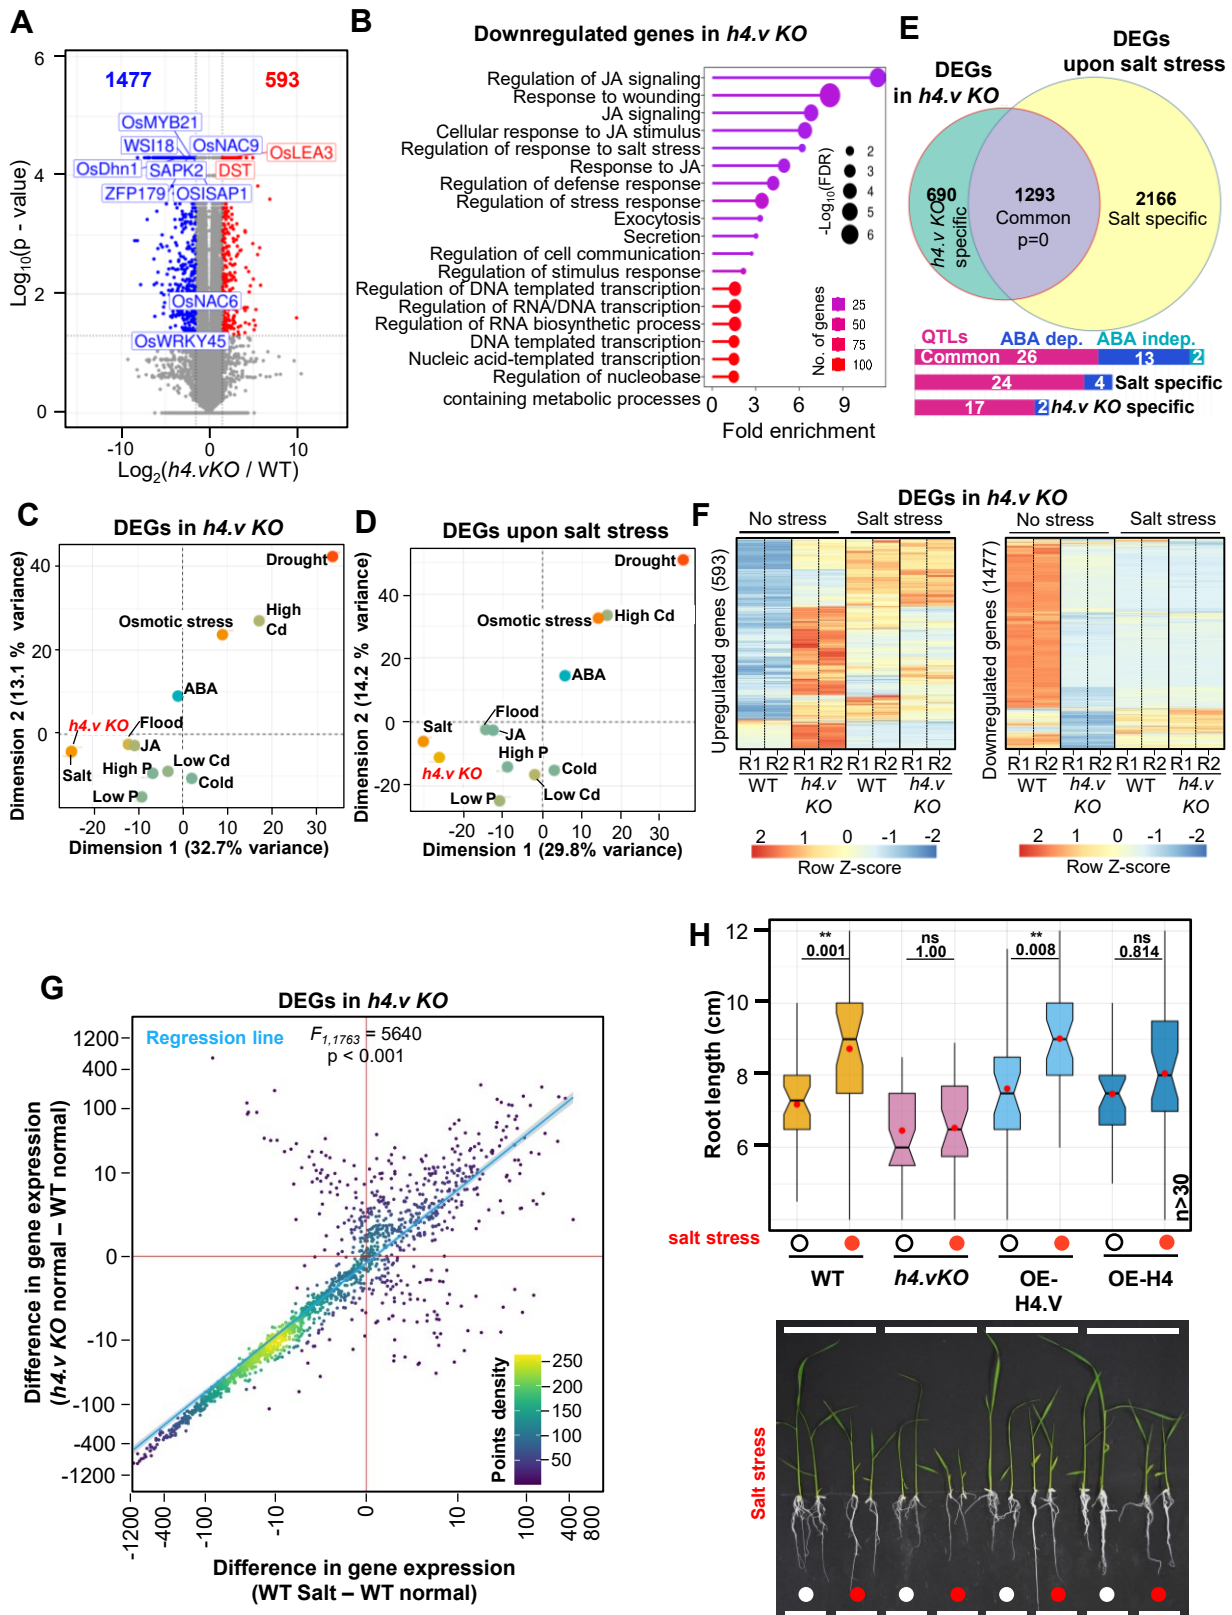 A
6
4
2
0
1477
593
OsMYB21
WSI18
OsNAC9
OsLEA3
OsDhn1
SAPK2
DST
ZFP179
OSISAP1
OsNAC6
OsWRKY45
Log10(p - value)
-10
0
10
Log2(h4.vKO / WT)
B
Downregulated genes in h4.v KO
Regulation of JA signaling
Response to wounding
JA signaling
Cellular response to JA stimulus
Regulation of response to salt stress
Response to JA
Regulation of defense response
Regulation of stress response
Exocytosis
Secretion
Regulation of cell communication
Regulation of stimulus response
Regulation of DNA templated transcription
Regulation of RNA/DNA transcription
Regulation of RNA biosynthetic process
DNA templated transcription
Nucleic acid-templated transcription
Regulation of nucleobase
containing metabolic processes
-Log10(FDR)
2
3
4
5
6
No. of genes
25
50
75
100
0
3
6
9
Fold enrichment
E
DEGs
upon salt stress
DEGs
in h4.v KO
690
h4.v KO
specific
1293
Common
p=0
2166
Salt specific
QTLs
ABA dep.
ABA indep.
Common
26
13
2
24
4
Salt specific
17
2
h4.v KO specific
C
DEGs in h4.v KO
Dimension 2 (13.1 % variance)
40
20
0
Drought
High
Cd
Osmotic stress
ABA
h4.v KO
Flood
JA
Salt
High P
Low Cd
Cold
Low P
-20
-10
0
10
20
30
Dimension 1 (32.7% variance)
D
DEGs upon salt stress
Dimension 2 (14.2 % variance)
40
20
0
-20
Drought
Osmotic stress
High Cd
ABA
Flood
Salt
JA
High P
h4.v KO
Cold
Low P
Low Cd
-20
-10
0
10
20
30
Dimension 1 (29.8% variance)
F
DEGs in h4.v KO
No stress
Salt stress
Upregulated genes (593)
R1 R2 R1 R2 R1 R2 R1 R2
WT
h4.v
KO
WT
h4.v
KO
2
1
0
-1
-2
Row Z-score
No stress
Salt stress
Downregulated genes (1477)
R1 R2 R1 R2 R1 R2 R1 R2
WT
h4.v
KO
WT
h4.v
KO
2
1
0
-1
-2
Row Z-score
G
DEGs in h4.v KO
Regression line
F1,1763 = 5640
p < 0.001
Difference in gene expression
(h4.v KO normal – WT normal)
1200
400
100
10
0
-10
-100
-400
-1200
Points density
250
200
150
100
50
-1200
-400
-100
-10
0
10
100
400
800
Difference in gene expression
(WT Salt – WT normal)
H
Root length (cm)
12
10
8
6
**
0.001
ns
1.00
**
0.008
ns
0.814
n>30
salt stress
WT
h4.vKO
OE-
H4.V
OE-H4
Salt stress